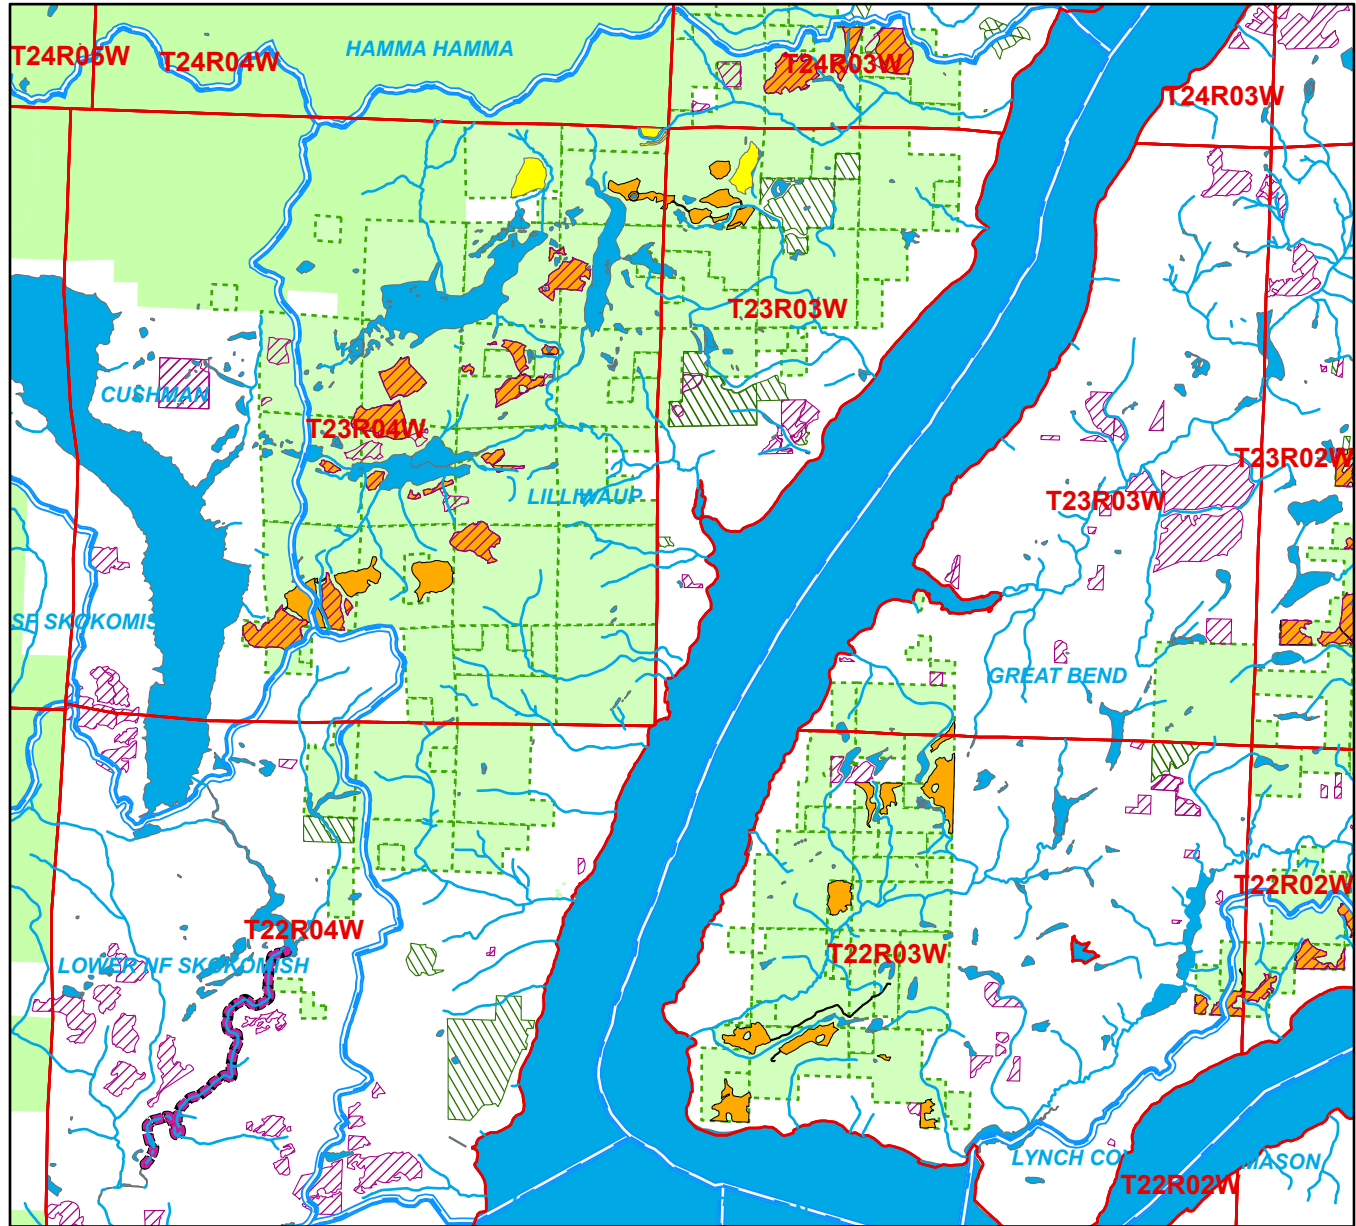 HAMMA HAMMA
T24R05W
T24R04W
T24R03W
T24R03W
T23R03W
CUSHMAN
T23R04W
T23R02W
LILLIWAUP
T23R03W
SF SKOKOMIS
GREAT BEND
T22R02W
T22R04W
T22R03W
LOWER NF SKOKOMISH
LYNCH CO
MASON
T22R02W